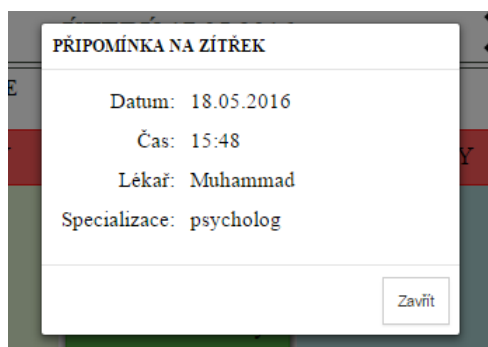 PŘIPOMÍNKA NA ZÍTŘEK
Datum: 18.05.2016
Čas: 15:48
Lékař: Muhammad
Specializace: psycholog
Zavřít